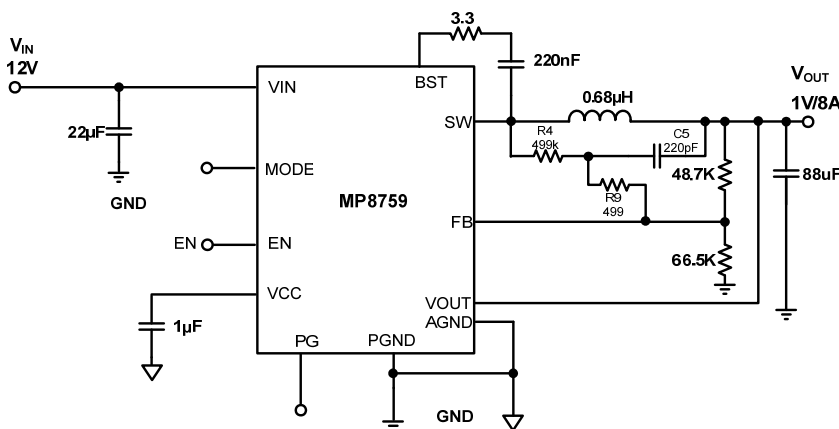 3.3
V_IN
12V
VIN
BST
220nF
V_OUT
1V/8A
SW
0.68µH
22µF
R4
499k
C5
220pF
MODE
48.7K
88uF
GND
MP8759
R9
499
FB
EN
EN
66.5K
VCC
VOUT
AGND
1µF
PG
PGND
GND